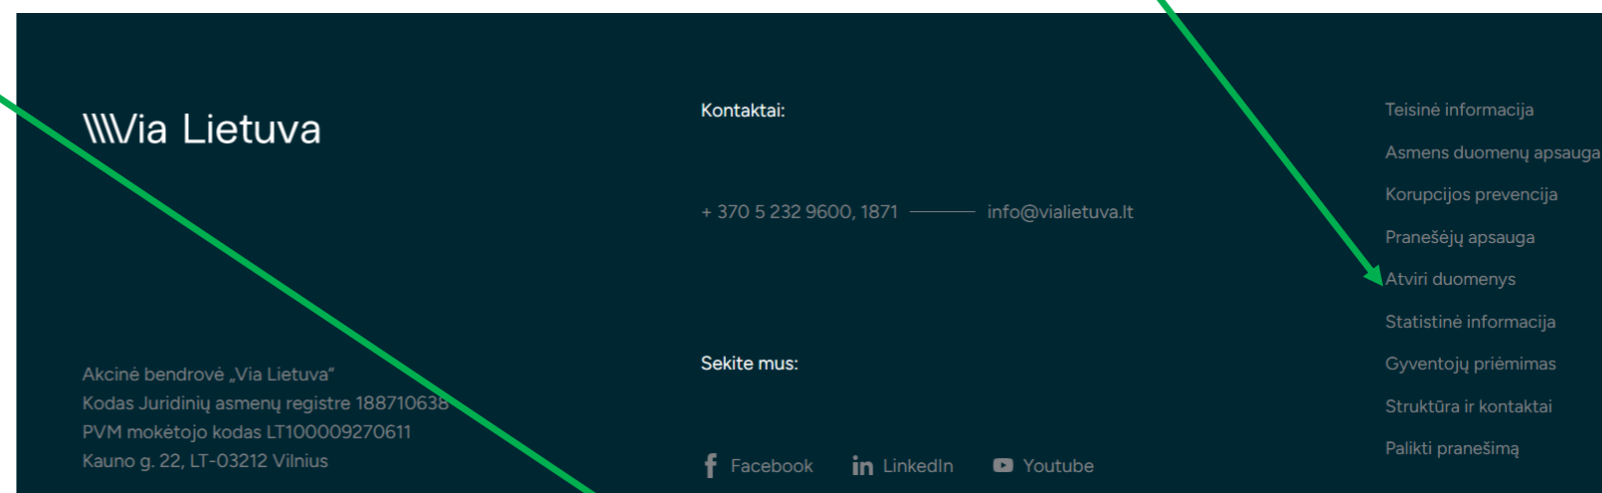 Via Lietuva
Akcinė bendrovė „Via Lietuva“
Kodas Juridinių asmenų registre 188710638
PVM mokėtojo kodas LT100009270611
Kauno g. 22, LT-03212 Vilnius
Kontaktai:
+ 370 5 232 9600, 1871 info@vialietuva.lt
Sekite mus:
Facebook LinkedIn Youtube
Teisinė informacija
Asmens duomenų apsauga
Korupcijos prevencija
Pranešėjų apsauga
Atviri duomenys
Statistinė informacija
Gyventojų priėmimas
Struktūra ir kontaktai
Palikti pranešimą